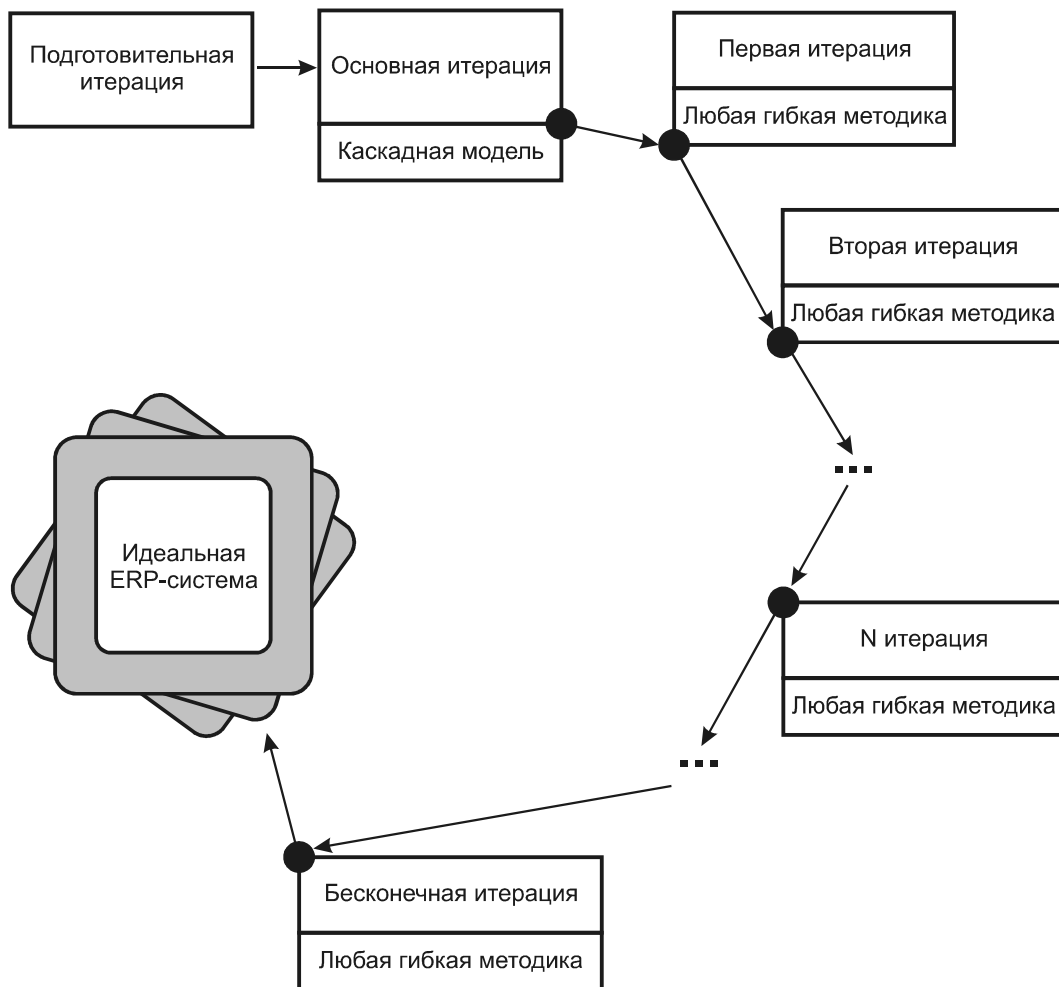 Подготовительная
итерация
Основная итерация
Каскадная модель
Первая итерация
Любая гибкая методика
Вторая итерация
Любая гибкая методика
...
N итерация
Любая гибкая методика
...
Бесконечная итерация
Любая гибкая методика
Идеальная
ERP-система